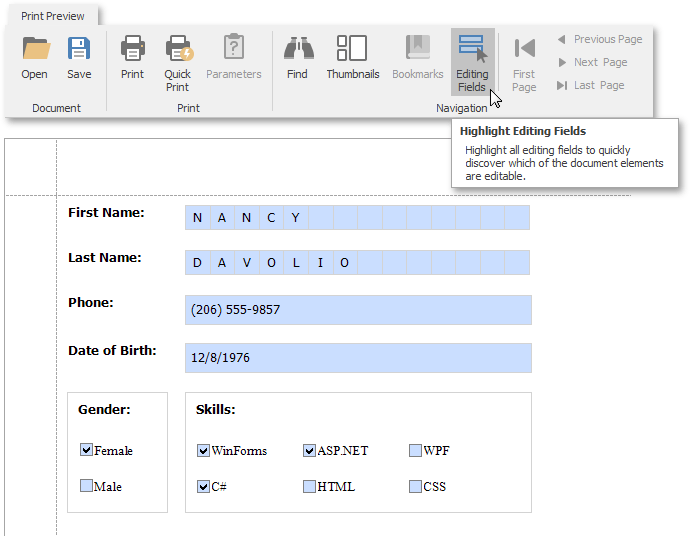 Print Preview
Open
Save
Print
Quick
Print
Parameters
Find
Thumbnails
Bookmarks
Editing
Fields
First
Page
Previous Page
Next Page
Last Page
Document
Print
Navigation
Highlight Editing Fields
Highlight all editing fields to quickly
discover which of the document elements
are editable.
First Name:
N A N C Y
Last Name:
D A V O L I O
Phone:
(206) 555-9857
Date of Birth:
12/8/1976
Gender:
Skills:
Female
WinForms
ASP.NET
WPF
Male
C#
HTML
CSS